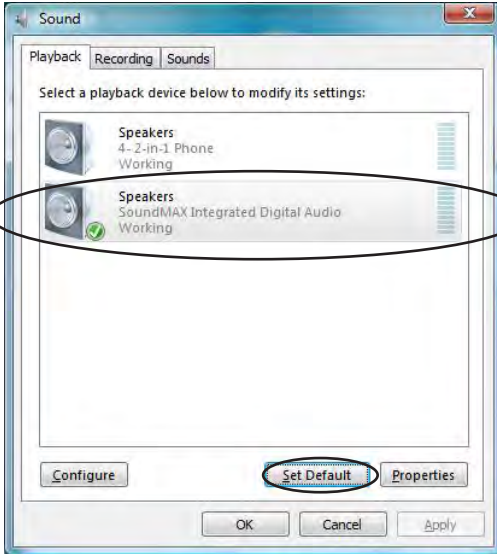 Sound
Playback Recording Sounds
Select a playback device below to modify its settings:
Speakers
4- 2-in-1 Phone
Working
Speakers
SoundMAX Integrated Digital Audio
Working
Configure Set Default Properties
OK Cancel Apply